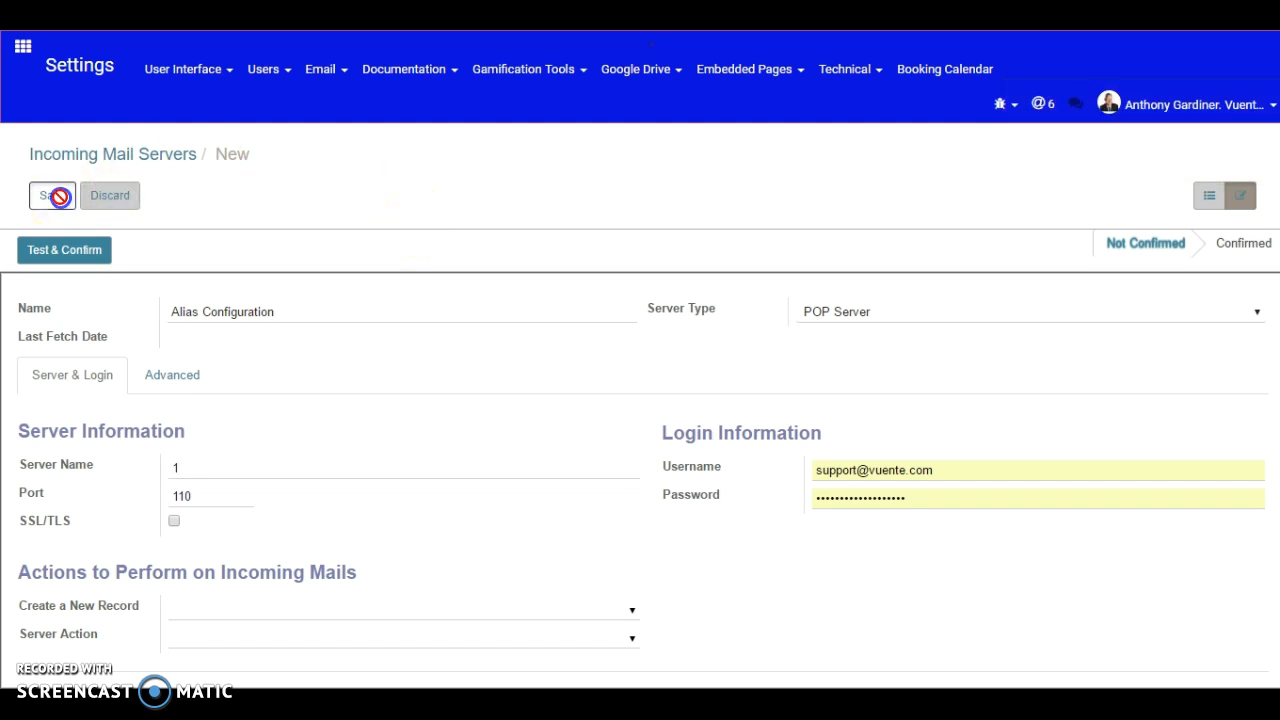 Settings
User Interface Users Email Documentation Gamification Tools Google Drive Embedded Pages Technical Booking Calendar
@6 Anthony Gardiner. Vuent...
Incoming Mail Servers / New
Discard
Test & Confirm
Not Confirmed Confirmed
Name Alias Configuration
Server Type POP Server
Last Fetch Date
Server & Login Advanced
Server Information
Server Name 1
Port 110
SSL/TLS
Login Information
Username support@vuente.com
Password •••••••••••••••••••
Actions to Perform on Incoming Mails
Create a New Record
Server Action
RECORDED WITH
SCREENCAST MATIC